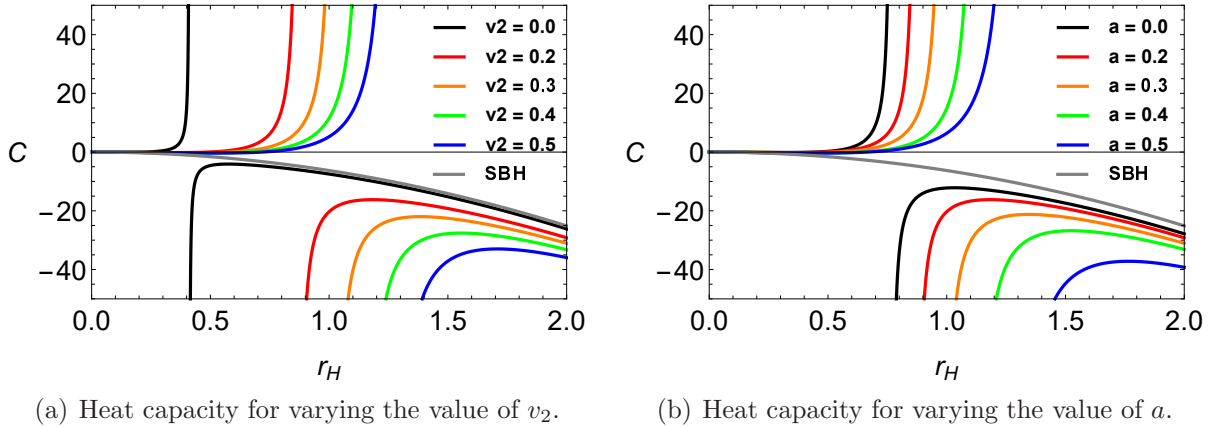 40
20
0
−20
−40
C
v2 = 0.0
v2 = 0.2
v2 = 0.3
v2 = 0.4
v2 = 0.5
SBH
0.0 0.5 1.0 1.5 2.0
r_H
(a) Heat capacity for varying the value of v₂.
40
20
0
−20
−40
C
a = 0.0
a = 0.2
a = 0.3
a = 0.4
a = 0.5
SBH
0.0 0.5 1.0 1.5 2.0
r_H
(b) Heat capacity for varying the value of a.